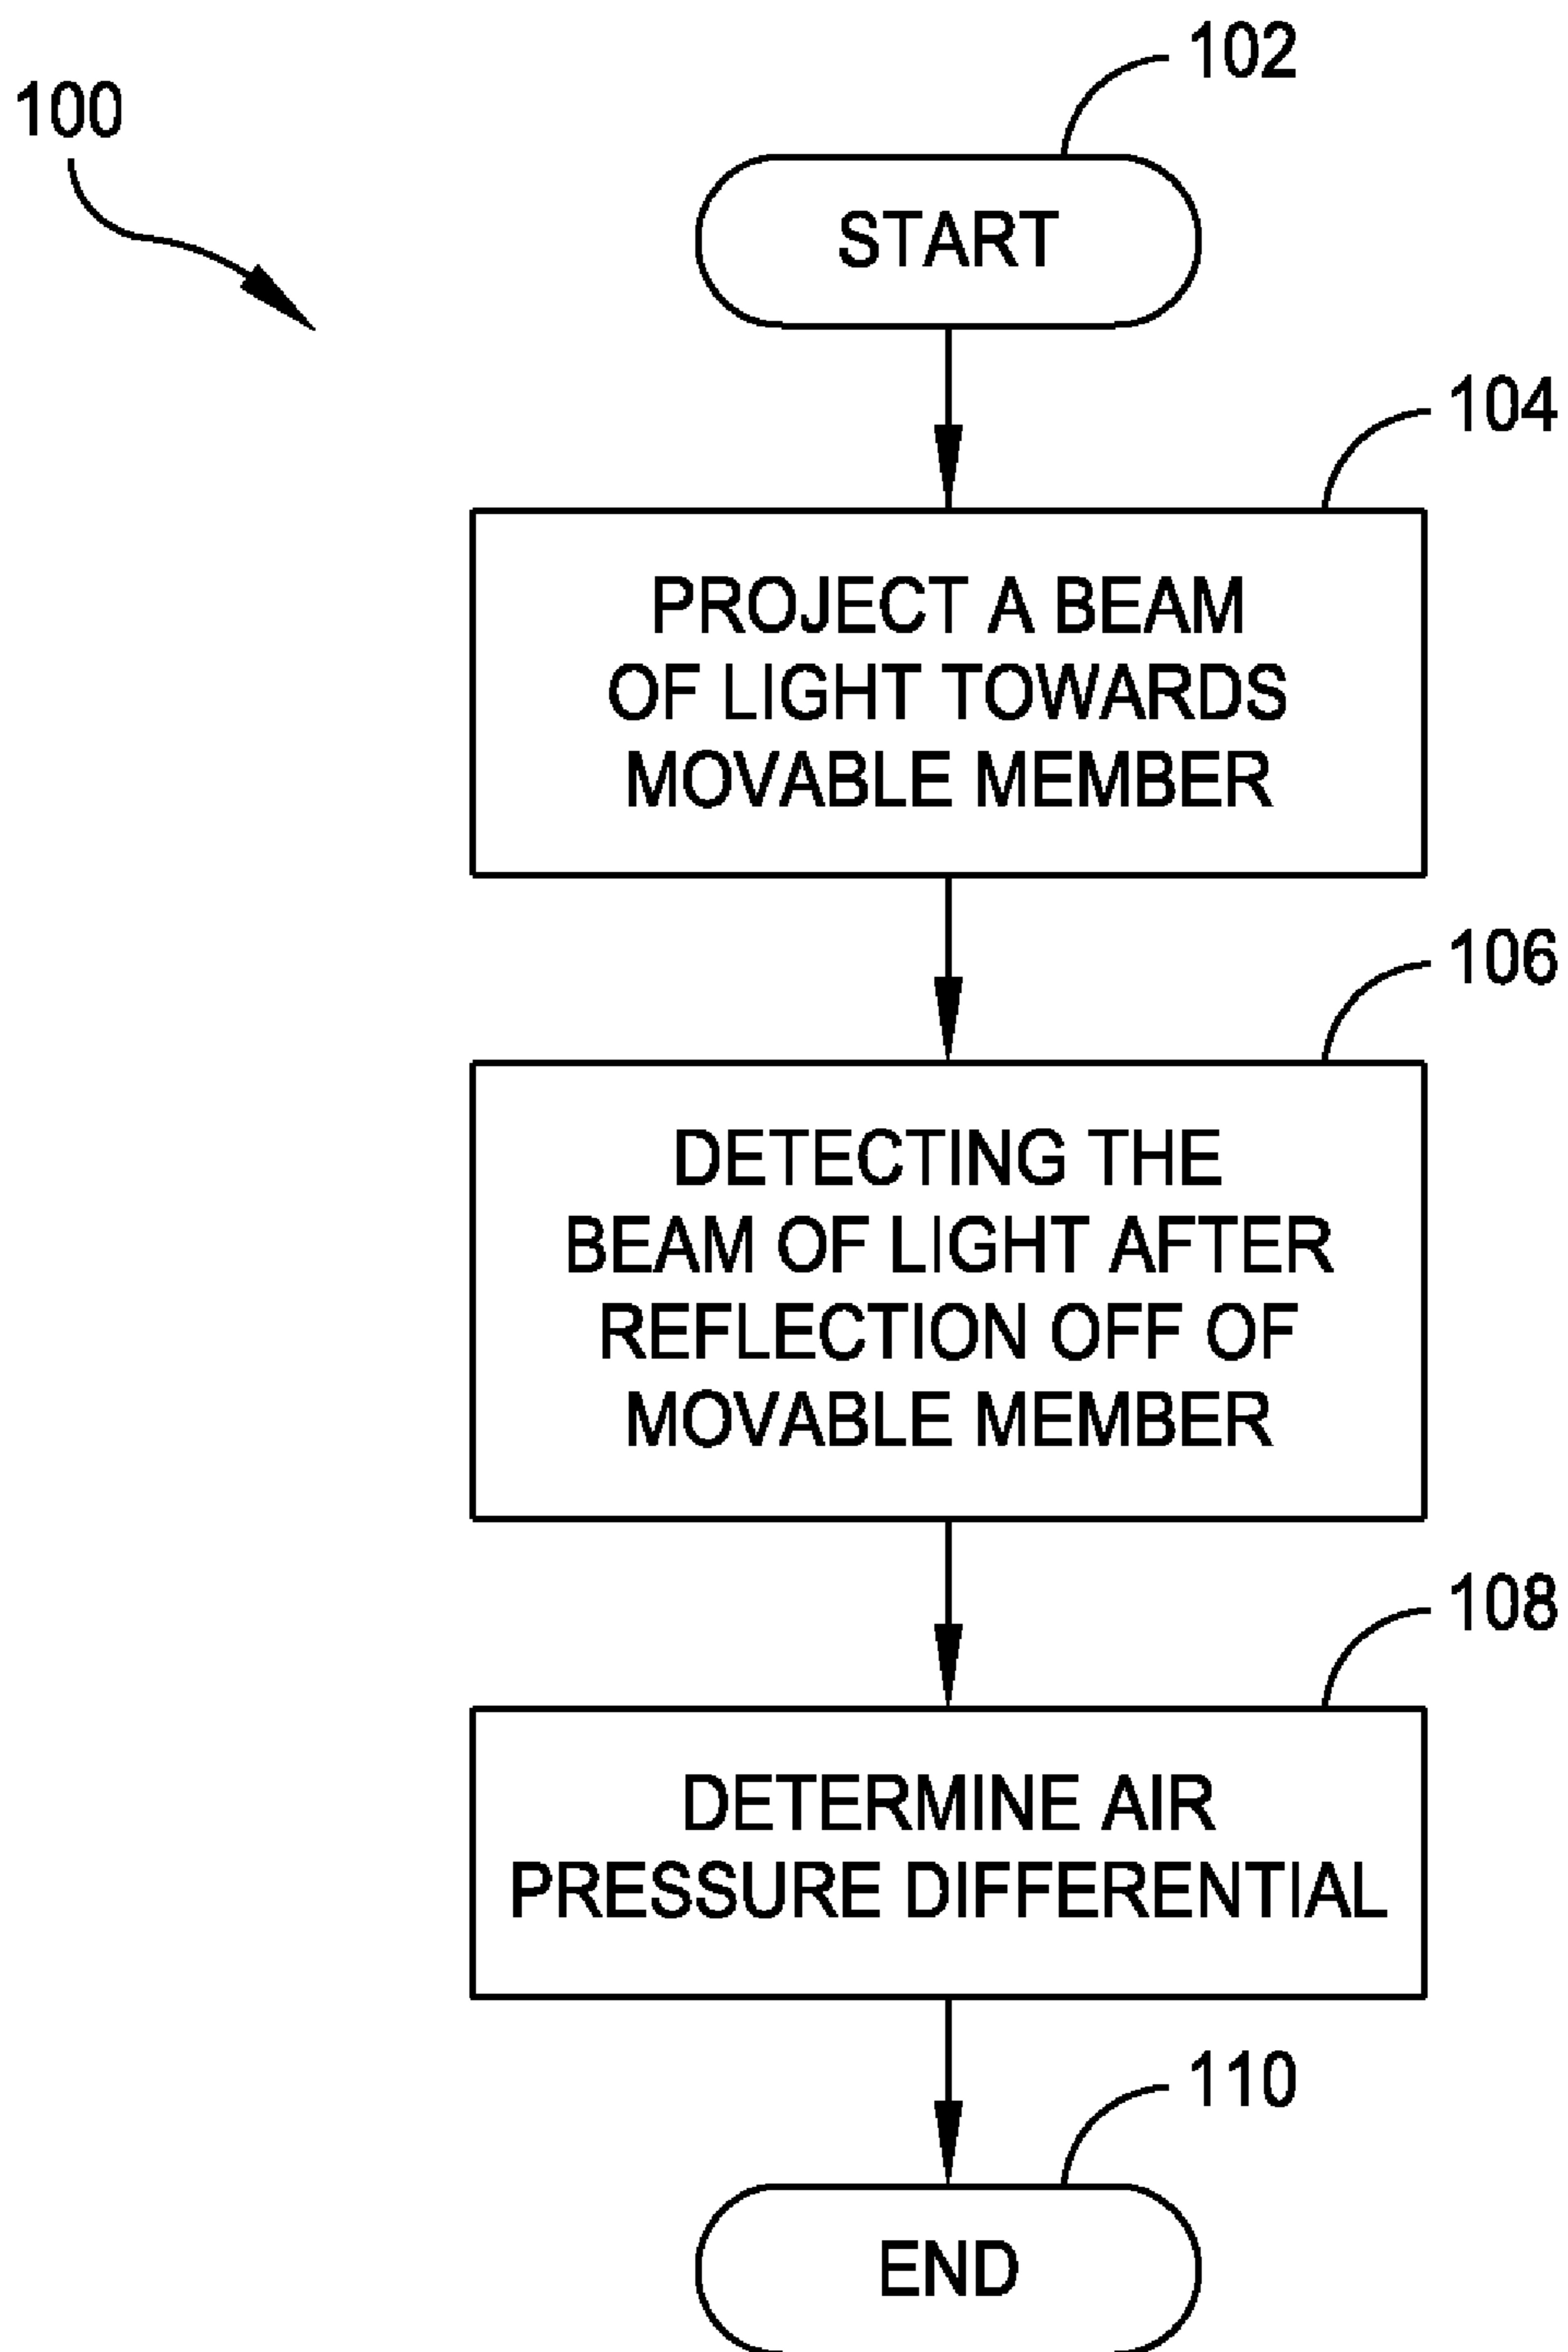 100
102
START
104
PROJECT A BEAM
OF LIGHT TOWARDS
MOVABLE MEMBER
106
DETECTING THE
BEAM OF LIGHT AFTER
REFLECTION OFF OF
MOVABLE MEMBER
108
DETERMINE AIR
PRESSURE DIFFERENTIAL
110
END